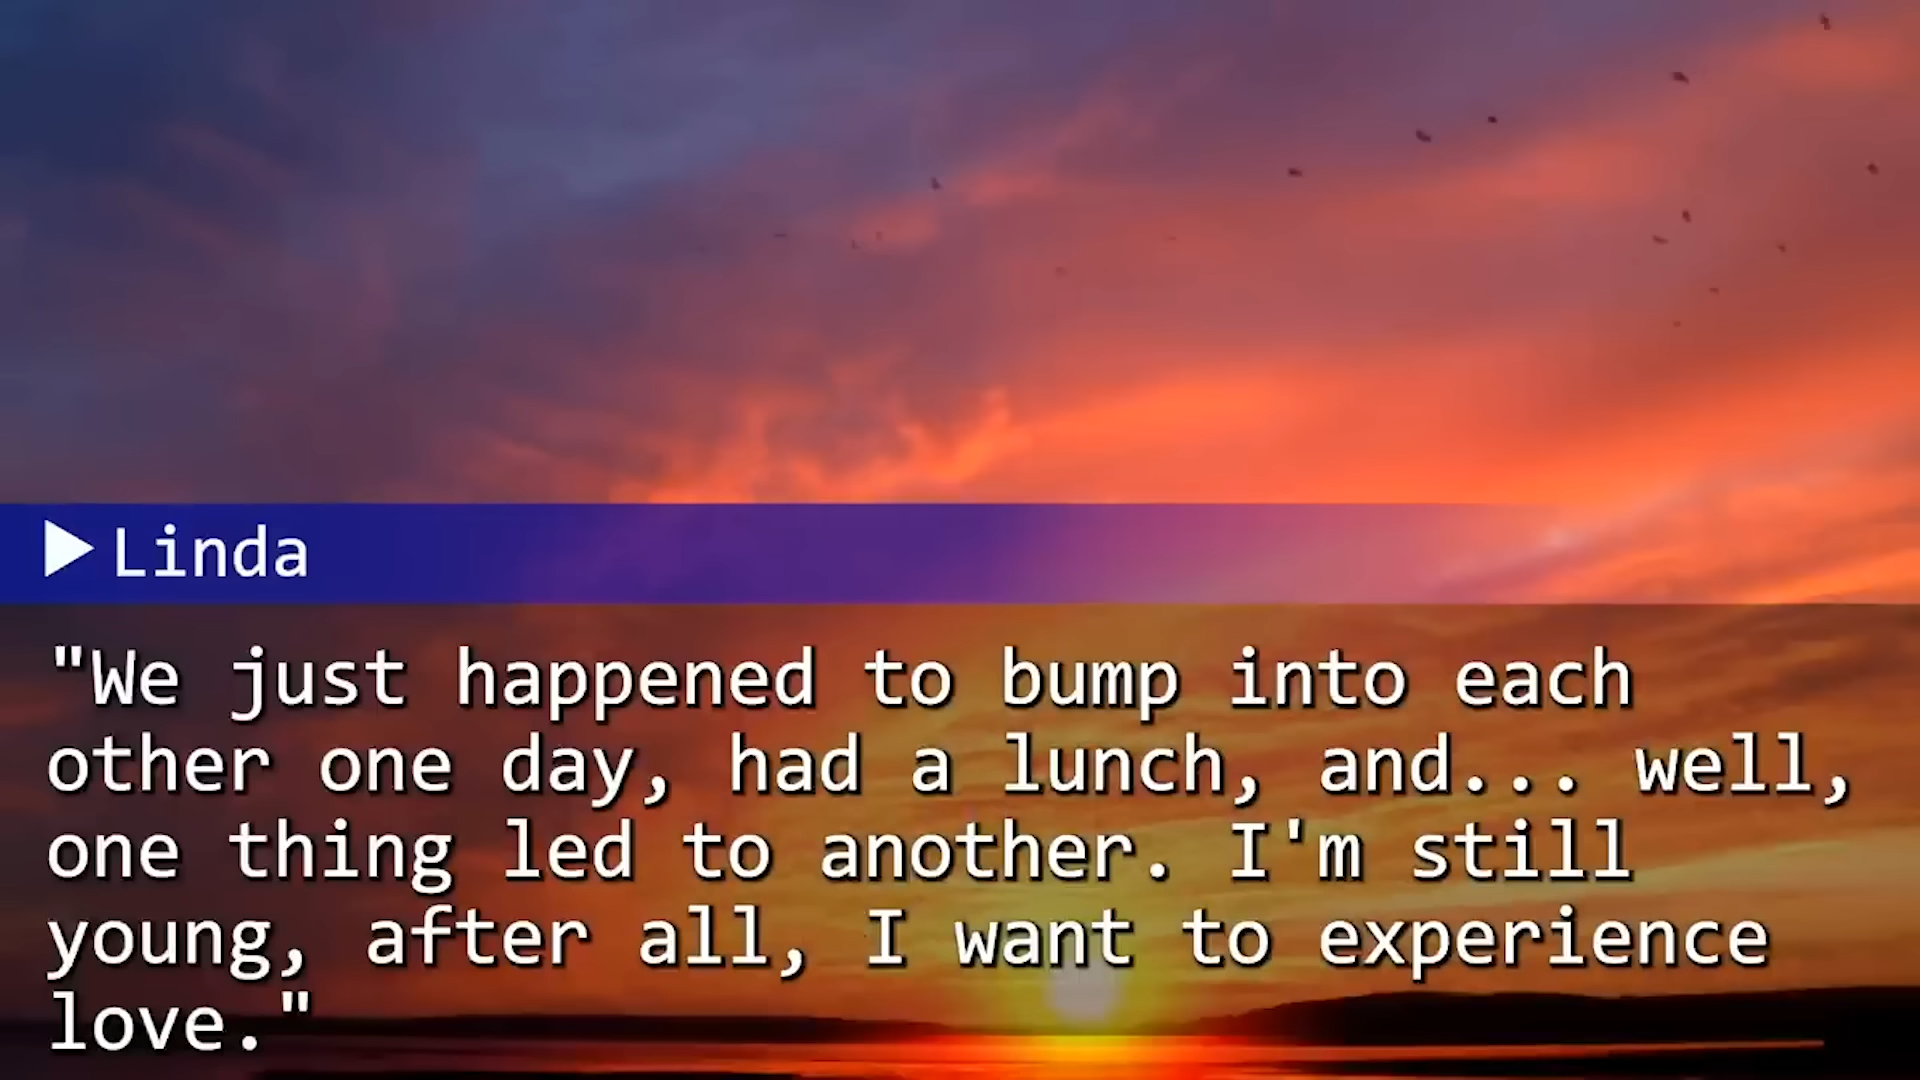 Linda
"We just happened to bump into each
other one day, had a lunch, and... well,
one thing led to another. I'm still
young, after all, I want to experience
love."